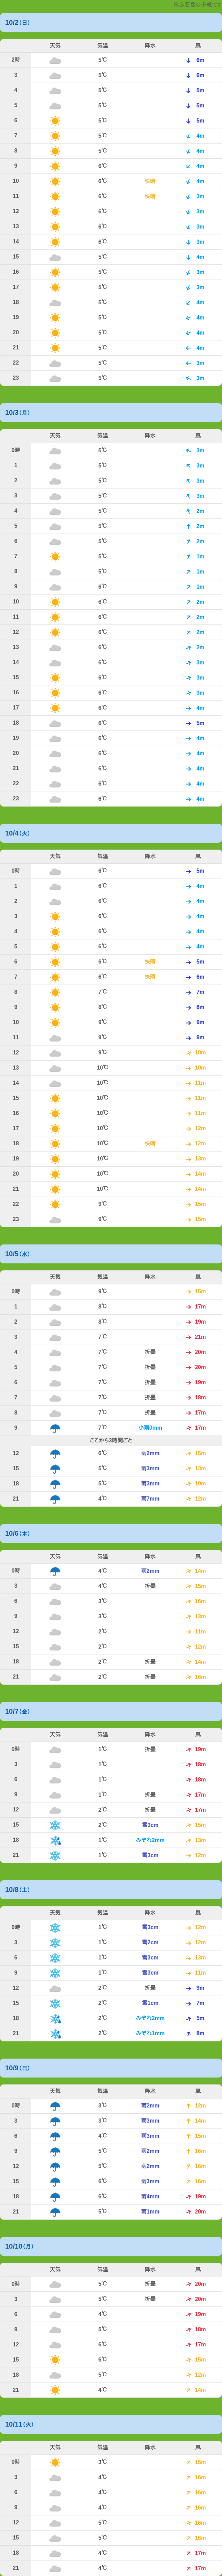 10/2(日)
天気 気温 降水 風
2時 5℃ 6m
3 5℃ 6m
4 5℃ 5m
5 5℃ 5m
6 5℃ 5m
7 5℃ 4m
8 5℃ 4m
9 6℃ 4m
10 6℃ 快晴 4m
11 6℃ 快晴 3m
12 6℃ 3m
13 6℃ 4m
14 6℃ 3m
15 5℃ 4m
16 5℃ 3m
17 5℃ 3m
18 5℃ 4m
19 5℃ 4m
20 5℃ 4m
21 5℃ 4m
22 5℃ 3m
23 5℃ 3m
10/3(月)
天気 気温 降水 風
0時 5℃ 3m
1 5℃ 3m
2 5℃ 3m
3 5℃ 3m
4 5℃ 2m
5 5℃ 2m
6 5℃ 2m
7 5℃ 1m
8 5℃ 1m
9 6℃ 1m
10 6℃ 2m
11 6℃ 2m
12 6℃ 2m
13 6℃ 2m
14 6℃ 3m
15 6℃ 3m
16 6℃ 3m
17 6℃ 4m
18 6℃ 5m
19 6℃ 4m
20 6℃ 4m
21 6℃ 4m
22 6℃ 4m
23 6℃ 4m
10/4(火)
天気 気温 降水 風
0時 6℃ 5m
1 6℃ 4m
2 6℃ 4m
3 6℃ 4m
4 6℃ 4m
5 6℃ 4m
6 6℃ 快晴 5m
7 6℃ 快晴 6m
8 7℃ 7m
9 8℃ 8m
10 9℃ 9m
11 9℃ 9m
12 9℃ 10m
13 10℃ 10m
14 10℃ 11m
15 10℃ 11m
16 10℃ 11m
17 10℃ 12m
18 10℃ 快晴 12m
19 10℃ 13m
20 10℃ 14m
21 10℃ 14m
22 9℃ 15m
23 9℃ 15m
10/5(水)
天気 気温 降水 風
0時 9℃ 15m
1 8℃ 17m
2 8℃ 19m
3 7℃ 21m
4 7℃ 折曇 20m
5 7℃ 折曇 20m
6 7℃ 折曇 19m
7 7℃ 折曇 18m
8 7℃ 折曇 17m
9 7℃ 小雨0mm 17m
ここから3時間ごと
12 6℃ 雨2mm 15m
15 5℃ 雨3mm 13m
18 5℃ 雨3mm 10m
21 4℃ 雨7mm 12m
10/6(木)
天気 気温 降水 風
0時 4℃ 雨2mm 14m
3 4℃ 折曇 15m
6 3℃ 16m
9 3℃ 13m
12 2℃ 11m
15 2℃ 12m
18 2℃ 折曇 14m
21 2℃ 折曇 16m
10/7(金)
天気 気温 降水 風
0時 1℃ 折曇 19m
3 1℃ 18m
6 1℃ 18m
9 1℃ 折曇 17m
12 2℃ 折曇 17m
15 2℃ 雪3cm 15m
18 1℃ みぞれ2mm 13m
21 1℃ 雪3cm 12m
10/8(土)
天気 気温 降水 風
0時 1℃ 雪3cm 12m
3 1℃ 雪2cm 12m
6 1℃ 雪3cm 13m
9 1℃ 雪3cm 11m
12 2℃ 折曇 9m
15 2℃ 雪1cm 7m
18 2℃ みぞれ2mm 5m
21 2℃ みぞれ1mm 8m
10/9(日)
天気 気温 降水 風
0時 3℃ 雨2mm 12m
3 3℃ 雨3mm 14m
6 4℃ 雨3mm 15m
9 5℃ 雨2mm 16m
12 5℃ 雨2mm 16m
15 6℃ 雨3mm 16m
18 6℃ 雨4mm 19m
21 5℃ 雨1mm 20m
10/10(月)
天気 気温 降水 風
0時 5℃ 折曇 20m
3 5℃ 折曇 20m
6 4℃ 19m
9 5℃ 18m
12 6℃ 17m
15 6℃ 15m
18 5℃ 12m
21 4℃ 14m
10/11(火)
天気 気温 降水 風
0時 3℃ 15m
3 4℃ 16m
6 4℃ 15m
9 4℃ 16m
12 5℃ 15m
15 5℃ 15m
18 4℃ 17m
21 4℃ 17m